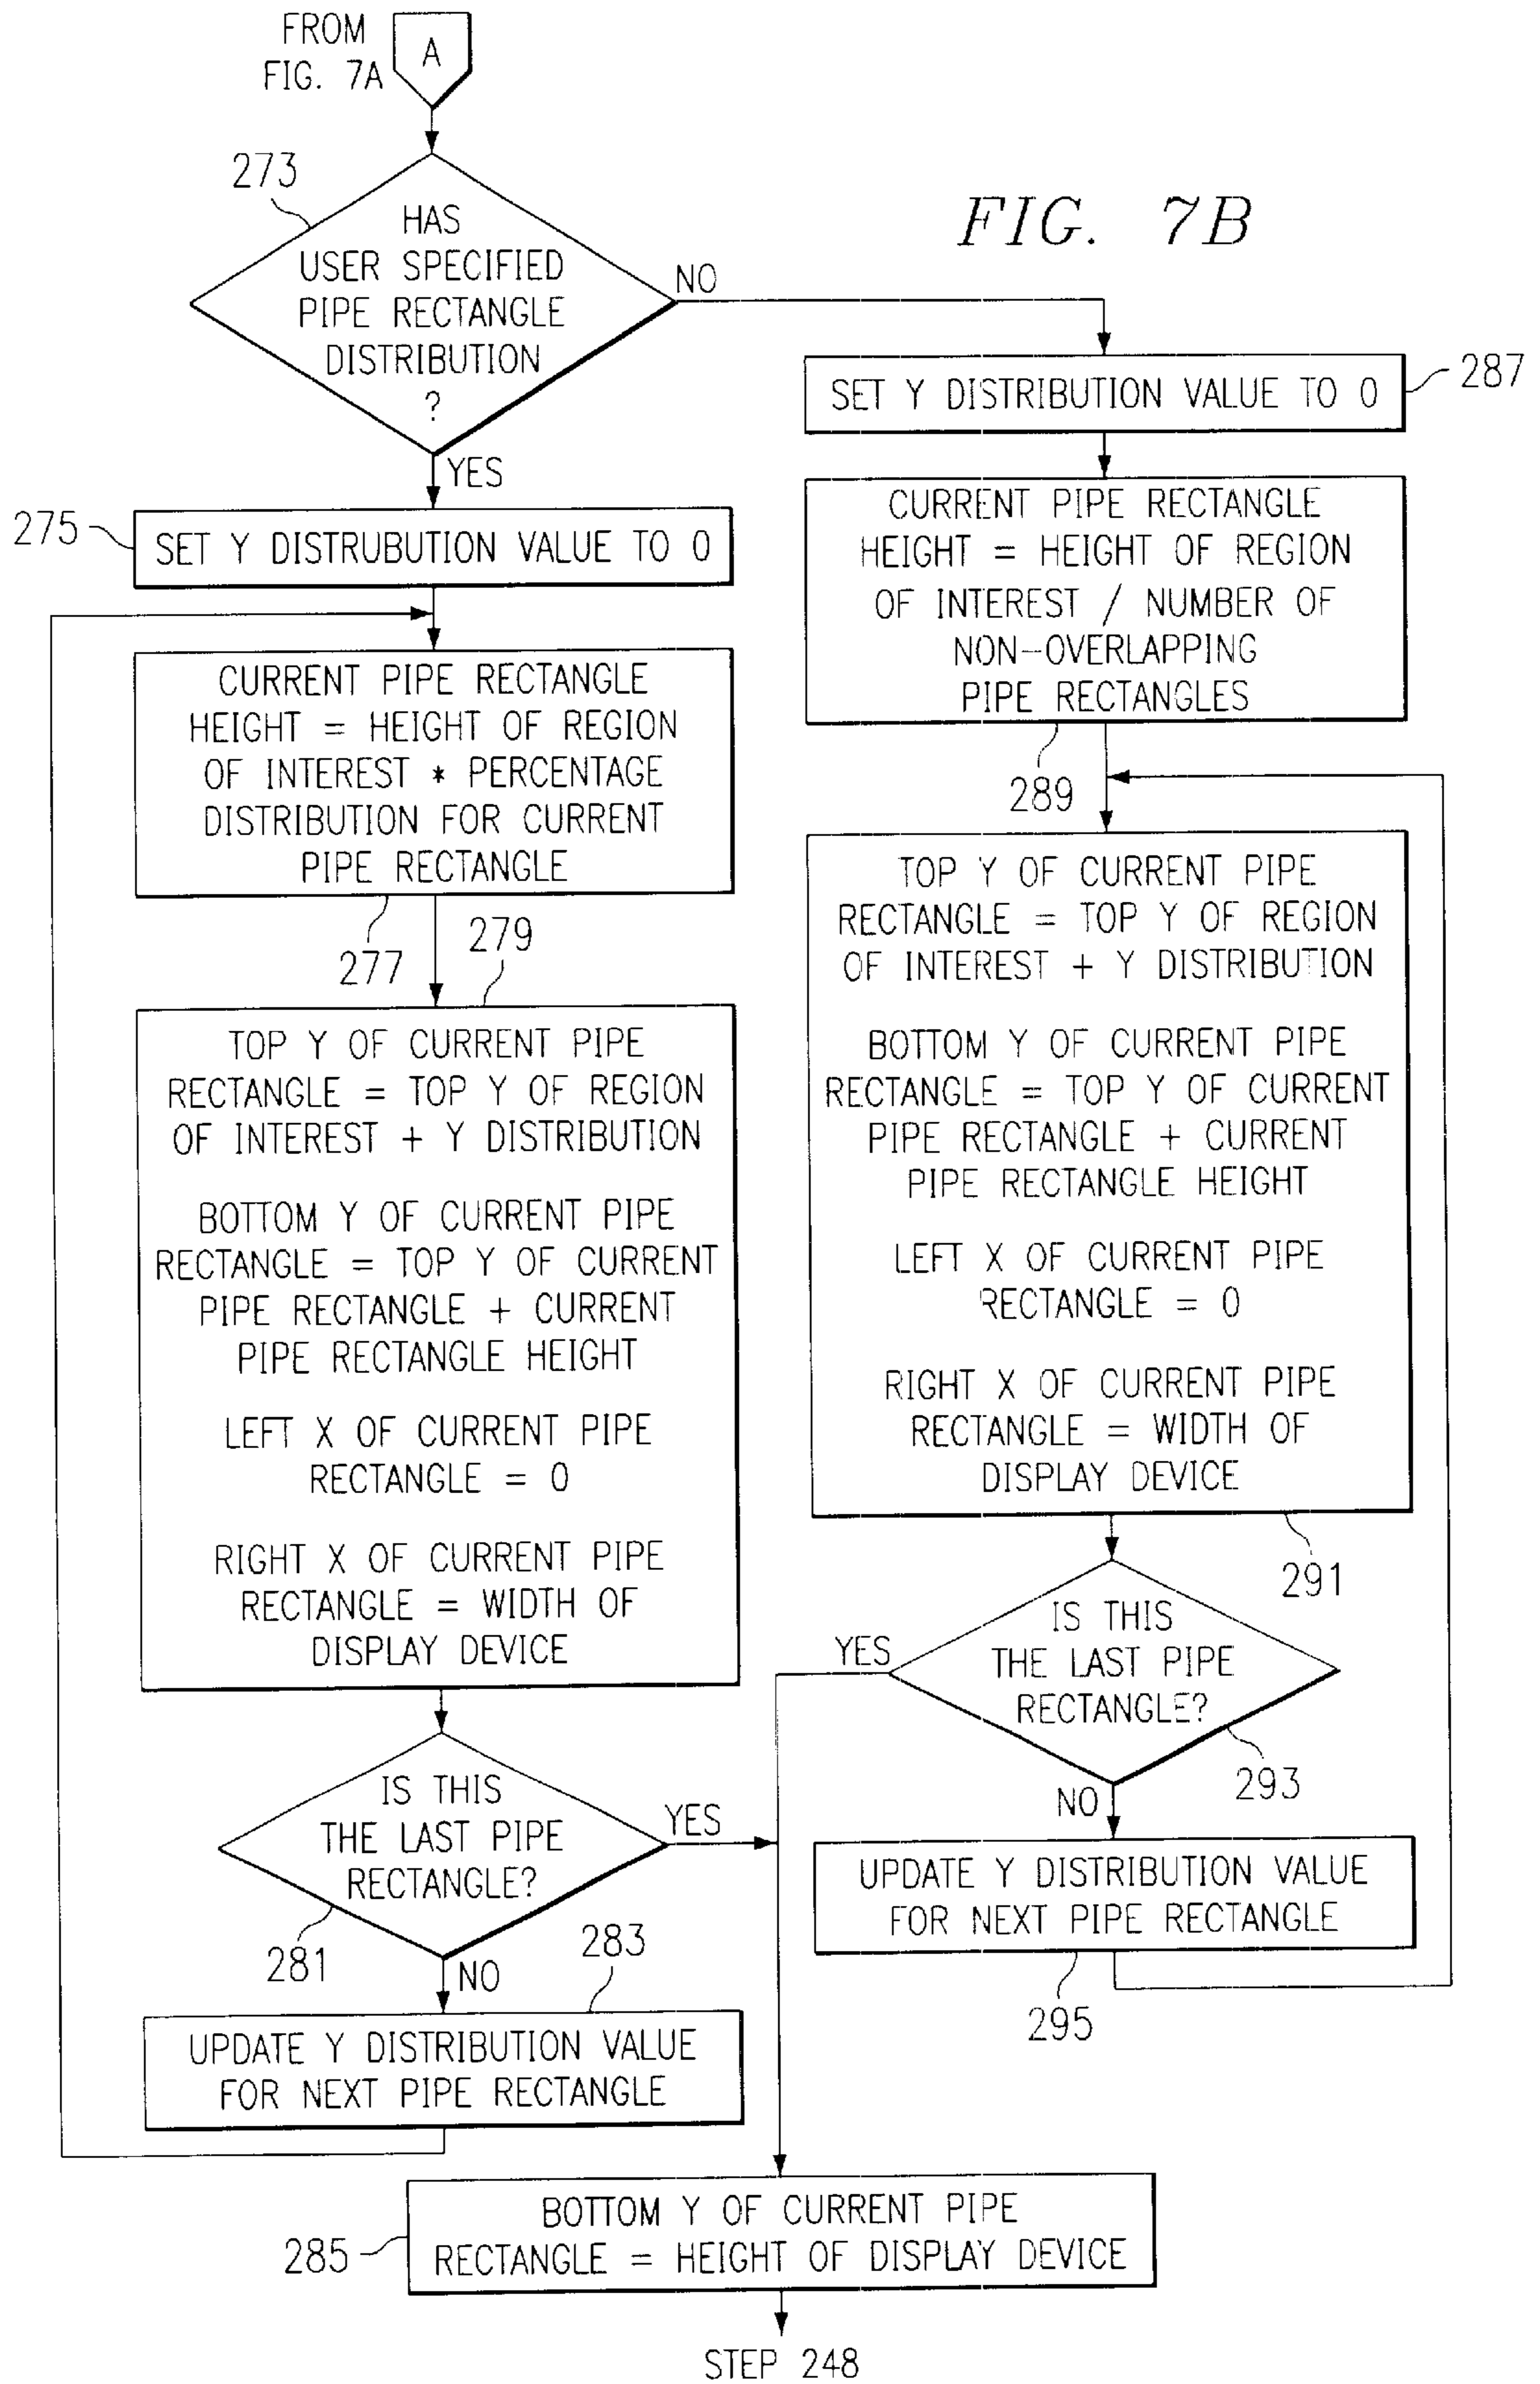 FROM
FIG. 7A
A
273
FIG. 7B
HAS
USER SPECIFIED
PIPE RECTANGLE
DISTRIBUTION
?
NO
YES
275
SET Y DISTRUBUTION VALUE TO 0
CURRENT PIPE RECTANGLE
HEIGHT = HEIGHT OF REGION
OF INTEREST * PERCENTAGE
DISTRIBUTION FOR CURRENT
PIPE RECTANGLE
277
279
TOP Y OF CURRENT PIPE
RECTANGLE = TOP Y OF REGION
OF INTEREST + Y DISTRIBUTION
BOTTOM Y OF CURRENT PIPE
RECTANGLE = TOP Y OF CURRENT
PIPE RECTANGLE + CURRENT
PIPE RECTANGLE HEIGHT
LEFT X OF CURRENT PIPE
RECTANGLE = 0
RIGHT X OF CURRENT PIPE
RECTANGLE = WIDTH OF
DISPLAY DEVICE
IS THIS
THE LAST PIPE
RECTANGLE?
YES
281
NO
283
UPDATE Y DISTRIBUTION VALUE
FOR NEXT PIPE RECTANGLE
287
SET Y DISTRIBUTION VALUE TO 0
CURRENT PIPE RECTANGLE
HEIGHT = HEIGHT OF REGION
OF INTEREST / NUMBER OF
NON-OVERLAPPING
PIPE RECTANGLES
289
TOP Y OF CURRENT PIPE
RECTANGLE = TOP Y OF REGION
OF INTEREST + Y DISTRIBUTION
BOTTOM Y OF CURRENT PIPE
RECTANGLE = TOP Y OF CURRENT
PIPE RECTANGLE + CURRENT
PIPE RECTANGLE HEIGHT
LEFT X OF CURRENT PIPE
RECTANGLE = 0
RIGHT X OF CURRENT PIPE
RECTANGLE = WIDTH OF
DISPLAY DEVICE
291
IS THIS
THE LAST PIPE
RECTANGLE?
YES
293
NO
UPDATE Y DISTRIBUTION VALUE
FOR NEXT PIPE RECTANGLE
295
285
BOTTOM Y OF CURRENT PIPE
RECTANGLE = HEIGHT OF DISPLAY DEVICE
STEP 248